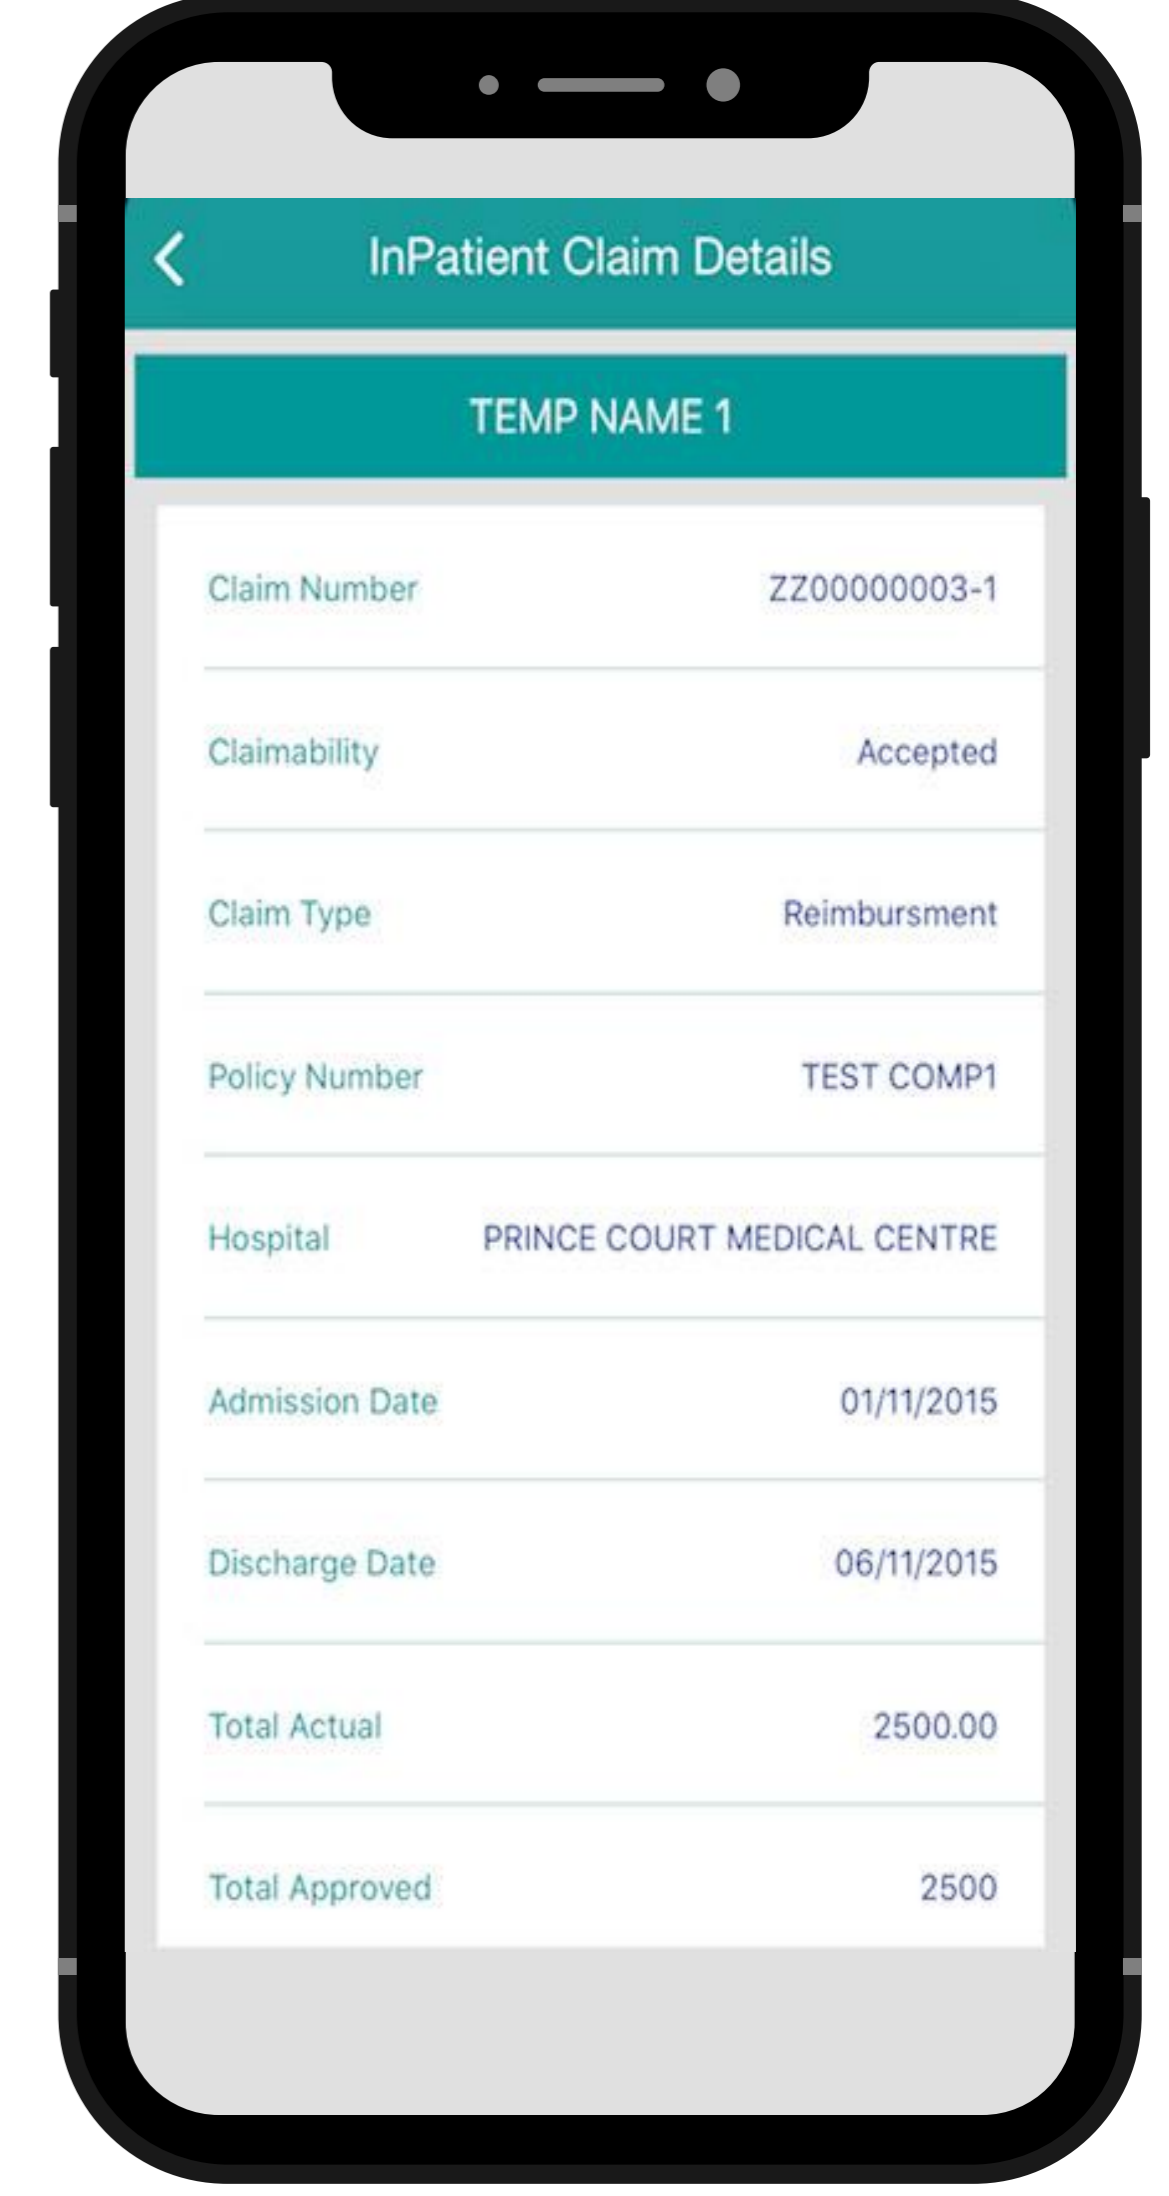 InPatient Claim Details
TEMP NAME 1
Claim Number ZZ00000003-1
Claimability Accepted
Claim Type Reimbursment
Policy Number TEST COMP1
Hospital PRINCE COURT MEDICAL CENTRE
Admission Date 01/11/2015
Discharge Date 06/11/2015
Total Actual 2500.00
Total Approved 2500